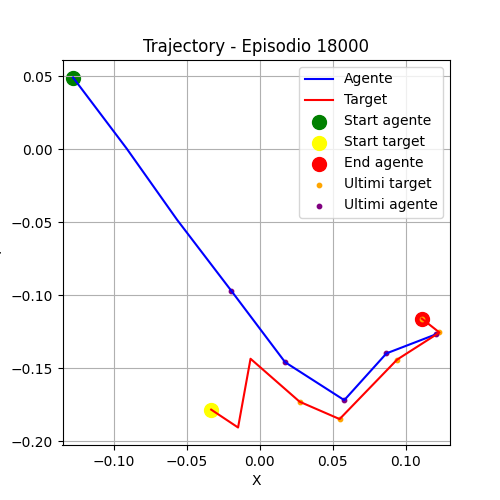 Trajectory - Episodio 18000
Agente
Target
Start agente
Start target
End agente
Ultimi target
Ultimi agente
0.05
0.00
−0.05
−0.10
−0.15
−0.20
−0.10
−0.05
0.00
0.05
0.10
X